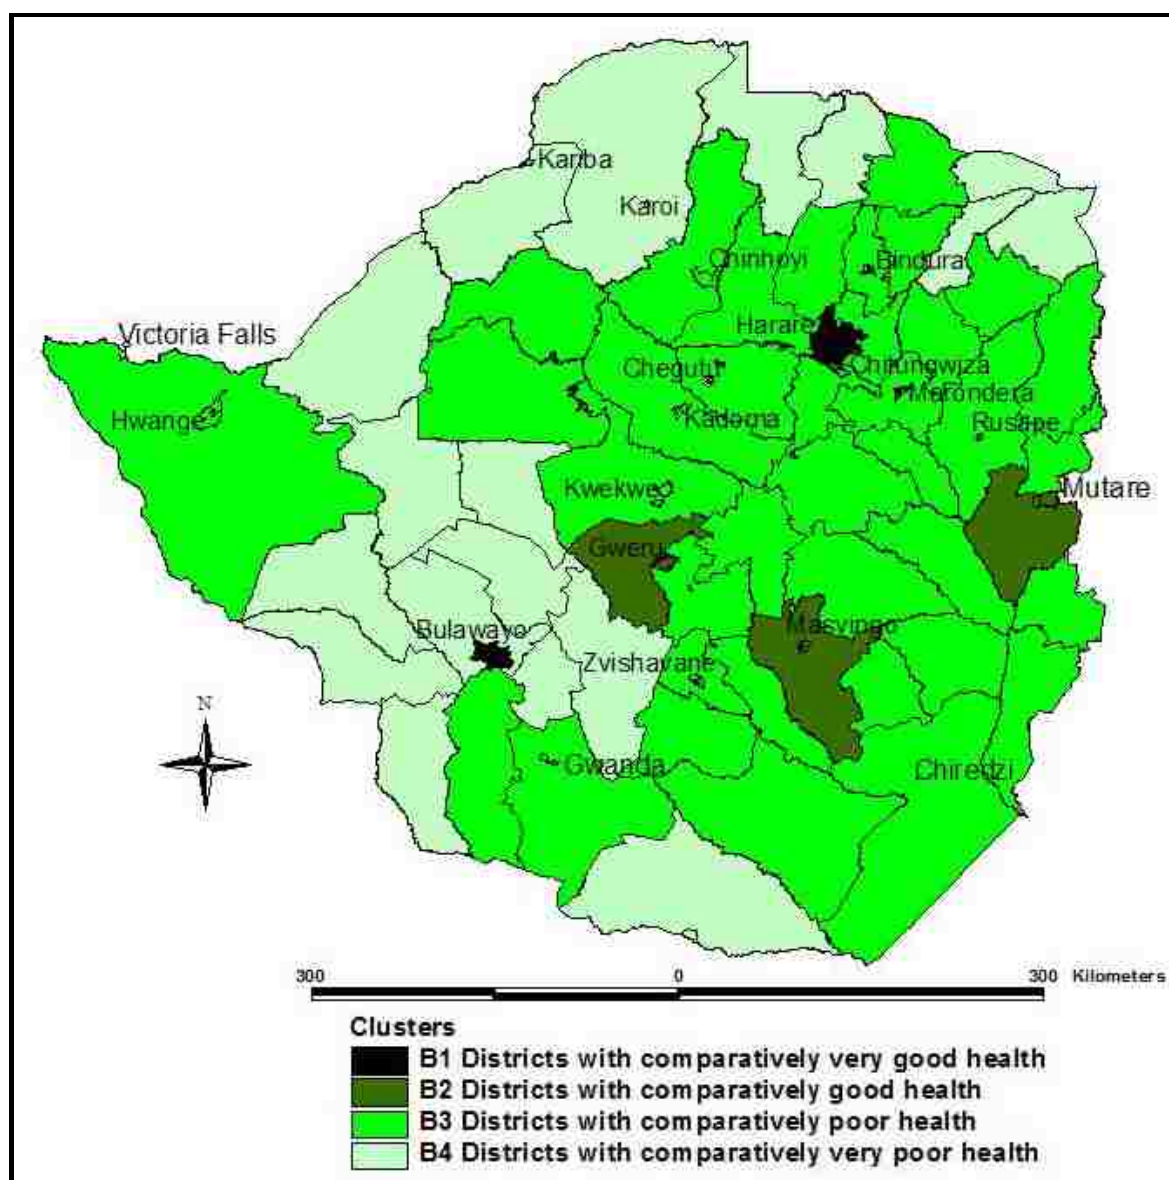 Kariba
Karoi
Chinhoyi
Bindura
Victoria Falls
Harare
Chitungwiza
Chegutu
Marondera
Hwange
Kadoma
Rusape
Kwekwe
Mutare
Gweru
Bulawayo
Masvingo
Zvishavane
N
Gwanda
Chiredzi
300 0 300 Kilometers
Clusters
B1 Districts with comparatively very good health
B2 Districts with comparatively good health
B3 Districts with comparatively poor health
B4 Districts with comparatively very poor health